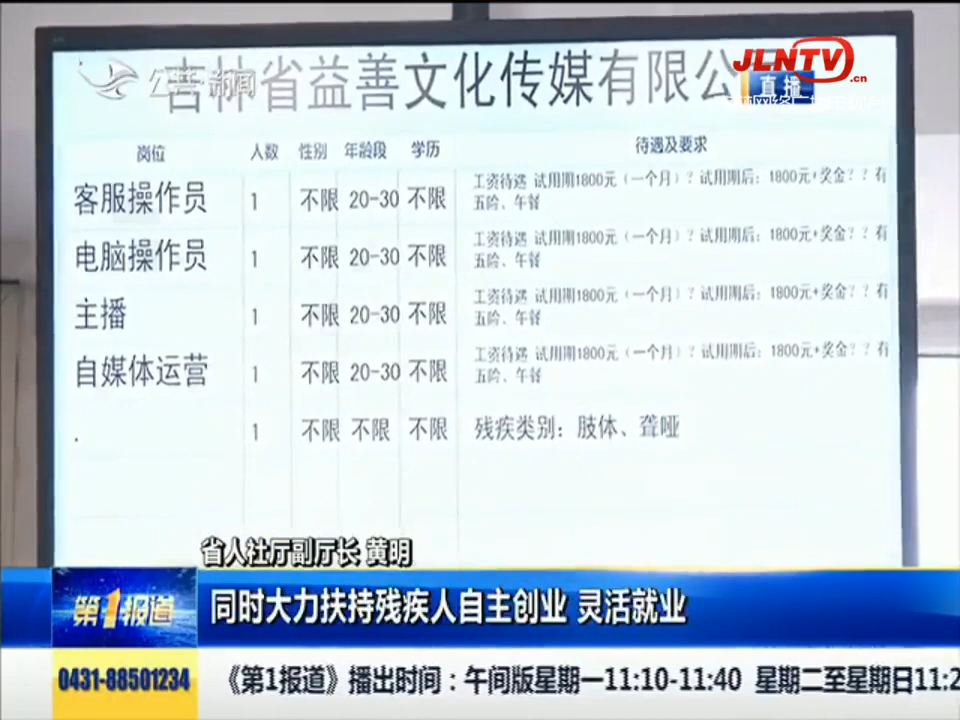 JLNTV.cn
公共·新闻
直播
吉林省益善文化传媒有限公
岗位 人数 性别 年龄段 学历 待遇及要求
客服操作员 1 不限 20-30 不限 工资待遇 试用期1800元（一个月）？试用期后：1800元+奖金？？有
五险、午餐
电脑操作员 1 不限 20-30 不限 工资待遇 试用期1800元（一个月）？试用期后：1800元+奖金？？有
五险、午餐
主播 1 不限 20-30 不限 工资待遇 试用期1800元（一个月）？试用期后：1800元+奖金？？有
五险、午餐
自媒体运营 1 不限 20-30 不限 工资待遇 试用期1800元（一个月）？试用期后：1800元+奖金？？有
五险、午餐
. 1 不限 不限 不限 残疾类别：肢体、聋哑
省人社厅副厅长 黄明
第1报道
同时大力扶持残疾人自主创业 灵活就业
0431-88501234
《第1报道》播出时间：午间版星期一11:10-11:40 星期二至星期日11:2